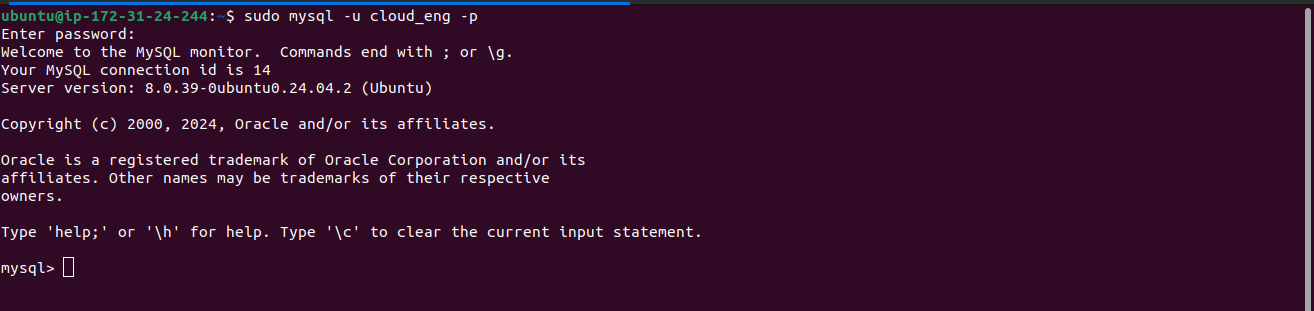 ubuntu@ip-172-31-24-244:~$ sudo mysql -u cloud_eng -p
Enter password:
Welcome to the MySQL monitor.  Commands end with ; or \g.
Your MySQL connection id is 14
Server version: 8.0.39-0ubuntu0.24.04.2 (Ubuntu)
Copyright (c) 2000, 2024, Oracle and/or its affiliates.
Oracle is a registered trademark of Oracle Corporation and/or its
affiliates. Other names may be trademarks of their respective
owners.
Type 'help;' or '\h' for help. Type '\c' to clear the current input statement.
mysql>